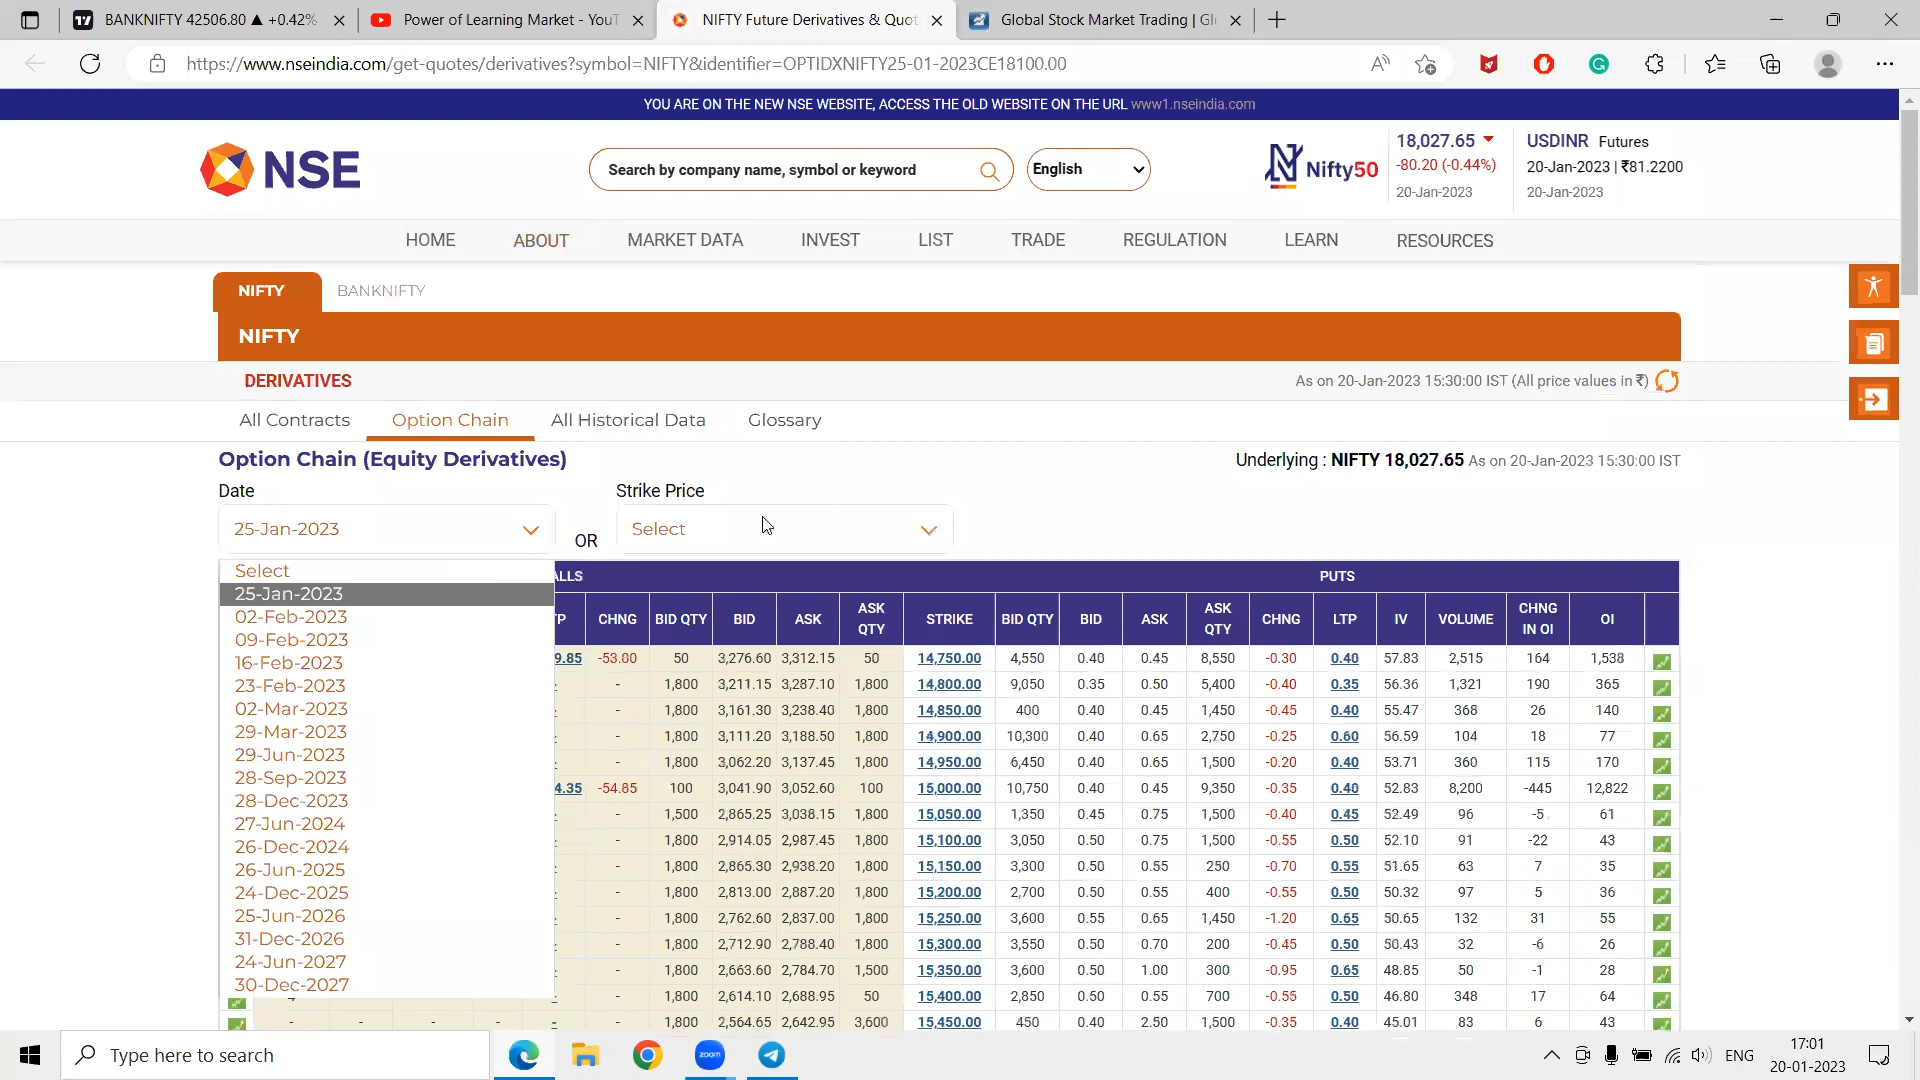 BANKNIFTY 42506.80 ▲ +0.42%
Power of Learning Market - YouT
NIFTY Future Derivatives & Quot
Global Stock Market Trading | Gl
https://www.nseindia.com/get-quotes/derivatives?symbol=NIFTY&identifier=OPTIDXNIFTY25-01-2023CE18100.00
YOU ARE ON THE NEW NSE WEBSITE, ACCESS THE OLD WEBSITE ON THE URL www1.nseindia.com
NSE
Search by company name, symbol or keyword
English
Nifty50
18,027.65
-80.20 (-0.44%)
20-Jan-2023
USDINR Futures
20-Jan-2023 | ₹81.2200
20-Jan-2023
HOME ABOUT MARKET DATA INVEST LIST TRADE REGULATION LEARN RESOURCES
NIFTY BANKNIFTY
NIFTY
DERIVATIVES
As on 20-Jan-2023 15:30:00 IST (All price values in ₹)
All Contracts Option Chain All Historical Data Glossary
Option Chain (Equity Derivatives)
Underlying : NIFTY 18,027.65 As on 20-Jan-2023 15:30:00 IST
Date
Strike Price
25-Jan-2023
OR
Select
Select
25-Jan-2023
02-Feb-2023
09-Feb-2023
16-Feb-2023
23-Feb-2023
02-Mar-2023
29-Mar-2023
29-Jun-2023
28-Sep-2023
28-Dec-2023
27-Jun-2024
26-Dec-2024
26-Jun-2025
24-Dec-2025
25-Jun-2026
31-Dec-2026
24-Jun-2027
30-Dec-2027
ALLS PUTS
TP CHNG BID QTY BID ASK ASK QTY STRIKE BID QTY BID ASK ASK QTY CHNG LTP IV VOLUME CHNG IN OI OI
9.85 -53.80 50 3,276.60 3,312.15 50 14,750.00 4,550 0.40 0.45 8,550 -0.30 0.40 57.83 2,515 164 1,538
- - 1,800 3,211.15 3,287.10 1,800 14,800.00 9,050 0.35 0.50 5,400 -0.40 0.35 56.36 1,321 190 365
- - 1,800 3,161.30 3,238.40 1,800 14,850.00 400 0.40 0.45 1,450 -0.45 0.40 55.47 368 26 140
- - 1,800 3,111.20 3,188.50 1,800 14,900.00 10,300 0.40 0.65 2,750 -0.25 0.60 56.59 104 18 77
- - 1,800 3,062.20 3,137.45 1,800 14,950.00 6,450 0.40 0.65 1,500 -0.20 0.40 53.71 360 115 170
4.35 -54.85 100 3,041.90 3,052.60 100 15,000.00 10,750 0.40 0.45 9,350 -0.35 0.40 52.83 8,200 -445 12,822
- - 1,500 2,865.25 3,038.15 1,800 15,050.00 1,350 0.45 0.75 1,500 -0.40 0.45 52.49 96 -5 61
- - 1,800 2,914.05 2,987.45 1,800 15,100.00 3,050 0.50 0.75 1,500 -0.55 0.50 52.10 91 -22 43
- - 1,800 2,865.30 2,938.20 1,800 15,150.00 3,300 0.50 0.55 250 -0.70 0.55 51.65 63 7 35
- - 1,800 2,813.00 2,887.20 1,800 15,200.00 2,700 0.50 0.55 400 -0.55 0.50 50.32 97 5 36
- - 1,800 2,762.60 2,837.00 1,800 15,250.00 3,600 0.55 0.65 1,450 -1.20 0.65 50.65 132 31 55
- - 1,800 2,712.90 2,788.40 1,800 15,300.00 3,550 0.50 0.70 200 -0.45 0.50 50.43 32 -6 26
- - 1,800 2,663.60 2,784.70 1,500 15,350.00 3,600 0.50 1.00 300 -0.95 0.65 48.85 50 -1 28
- - 1,800 2,614.10 2,688.95 50 15,400.00 2,850 0.50 0.55 700 -0.55 0.50 46.80 348 17 64
- - - - - - 1,800 2,564.65 2,642.95 3,600 15,450.00 450 0.40 2.50 1,500 -0.35 0.40 45.01 83 6 43
Type here to search
zoom
ENG
17:01
20-01-2023